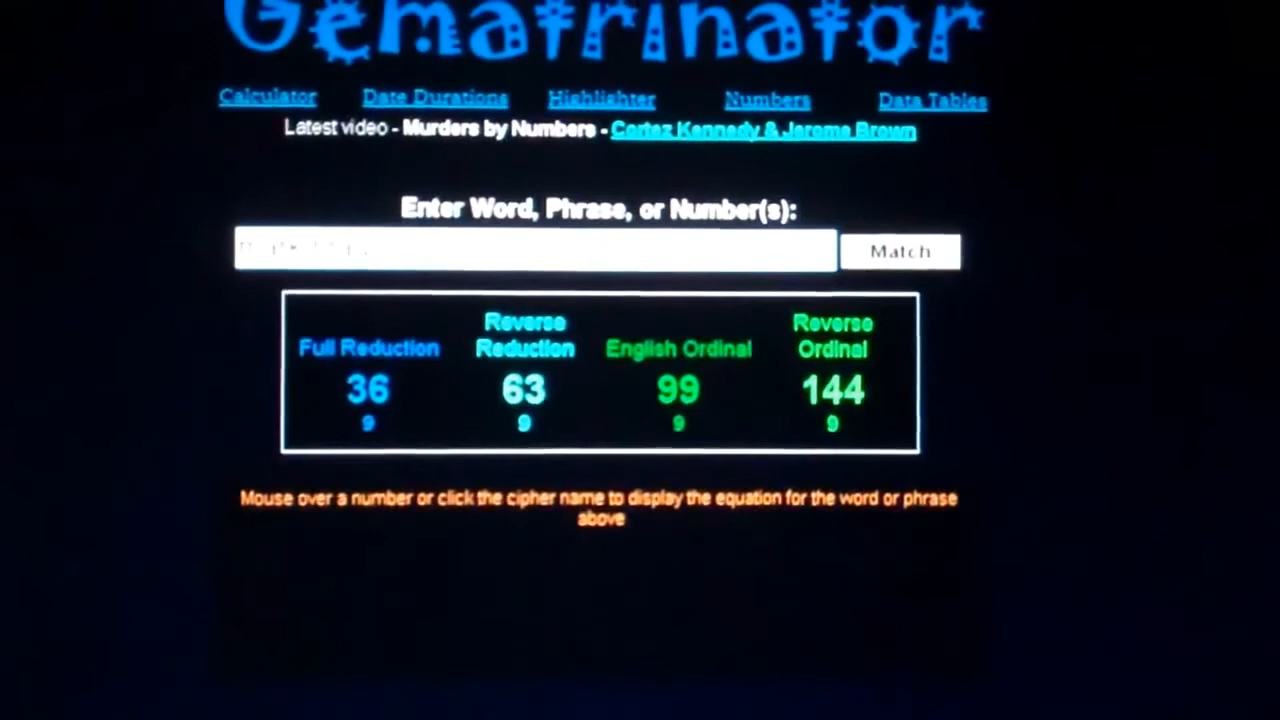 Gematrinator
Calculator Date Durations Highlighter Numbers Data Tables
Latest video - Murders by Numbers - Cortez Kennedy & Jerome Brown
Enter Word, Phrase, or Number(s):
Match
Full Reduction Reverse Reduction English Ordinal Reverse Ordinal
36 63 99 144
9 9 9 9
Mouse over a number or click the cipher name to display the equation for the word or phrase
above